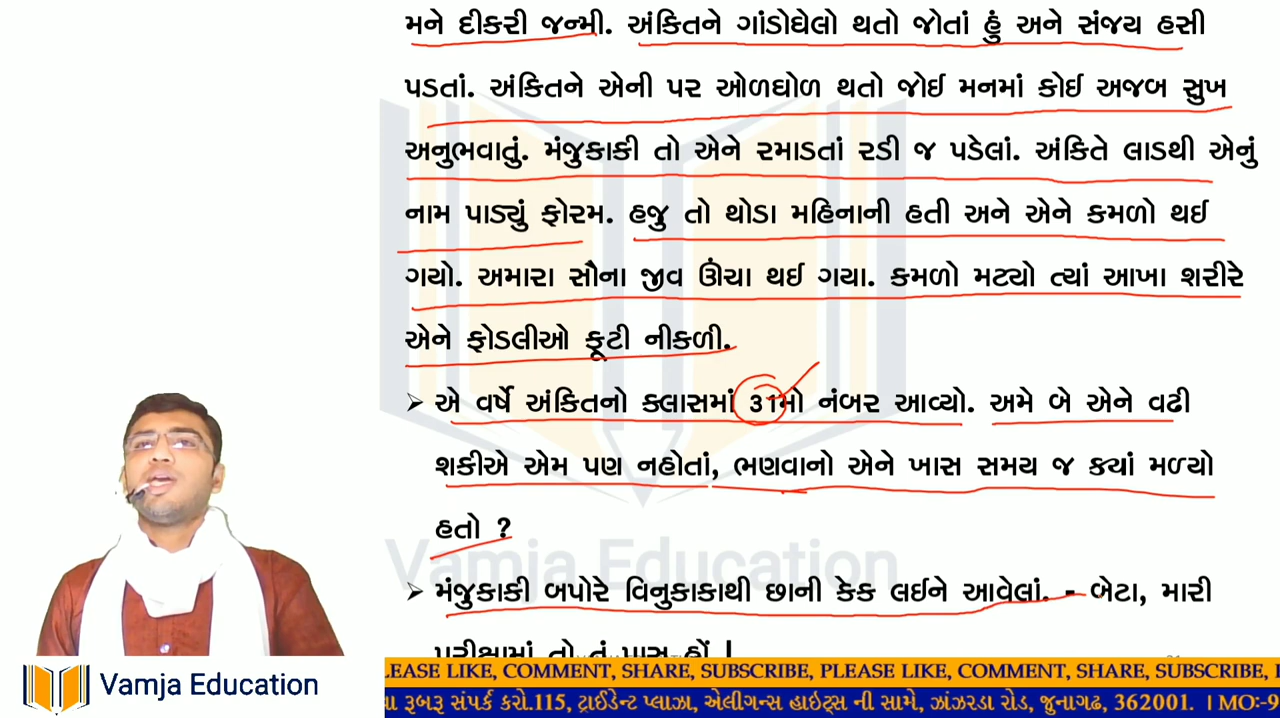 મને દીકરી જન્મી. અંકિતને ગાંડોઘેલો થતો જોતાં હું અને સંજય હસી
પડતાં. અંકિતને એની પર ઓળઘોળ થતો જોઈ મનમાં કોઈ અજબ સુખ
અનુભવાતું. મંજુકાકી તો એને રમાડતાં રડી જ પડેલાં. અંકિતે લાડથી એનું
નામ પાડ્યું ફોરમ. હજુ તો થોડા મહિનાની હતી અને એને કમળો થઈ
ગયો. અમારા સૌના જીવ ઊંચા થઈ ગયા. કમળો મટ્યો ત્યાં આખા શરીરે
એને ફોડલીઓ ફૂટી નીકળી.
➢ એ વર્ષે અંકિતનો ક્લાસમાં 31મો નંબર આવ્યો. અમે બે એને વઢી
શકીએ એમ પણ નહોતાં, ભણવાનો એને ખાસ સમય જ ક્યાં મળ્યો
હતો ?
➢ મંજુકાકી બપોરે વિનુકાકાથી છાની કેક લઈને આવેલાં. - બેટા, મારી
પરીક્ષામાં તો તું પાસ હોં !
Vamja Education
Vamja Education
LEASE LIKE, COMMENT, SHARE, SUBSCRIBE, PLEASE LIKE, COMMENT, SHARE, SUBSCRIBE,
યા રૂબરૂ સંપર્ક કરો.115, ટ્રાઈડેન્ટ પ્લાઝા, એલીગન્સ હાઇટ્સ ની સામે, ઝાંઝરડા રોડ, જુનાગઢ, 362001. | MO:-9